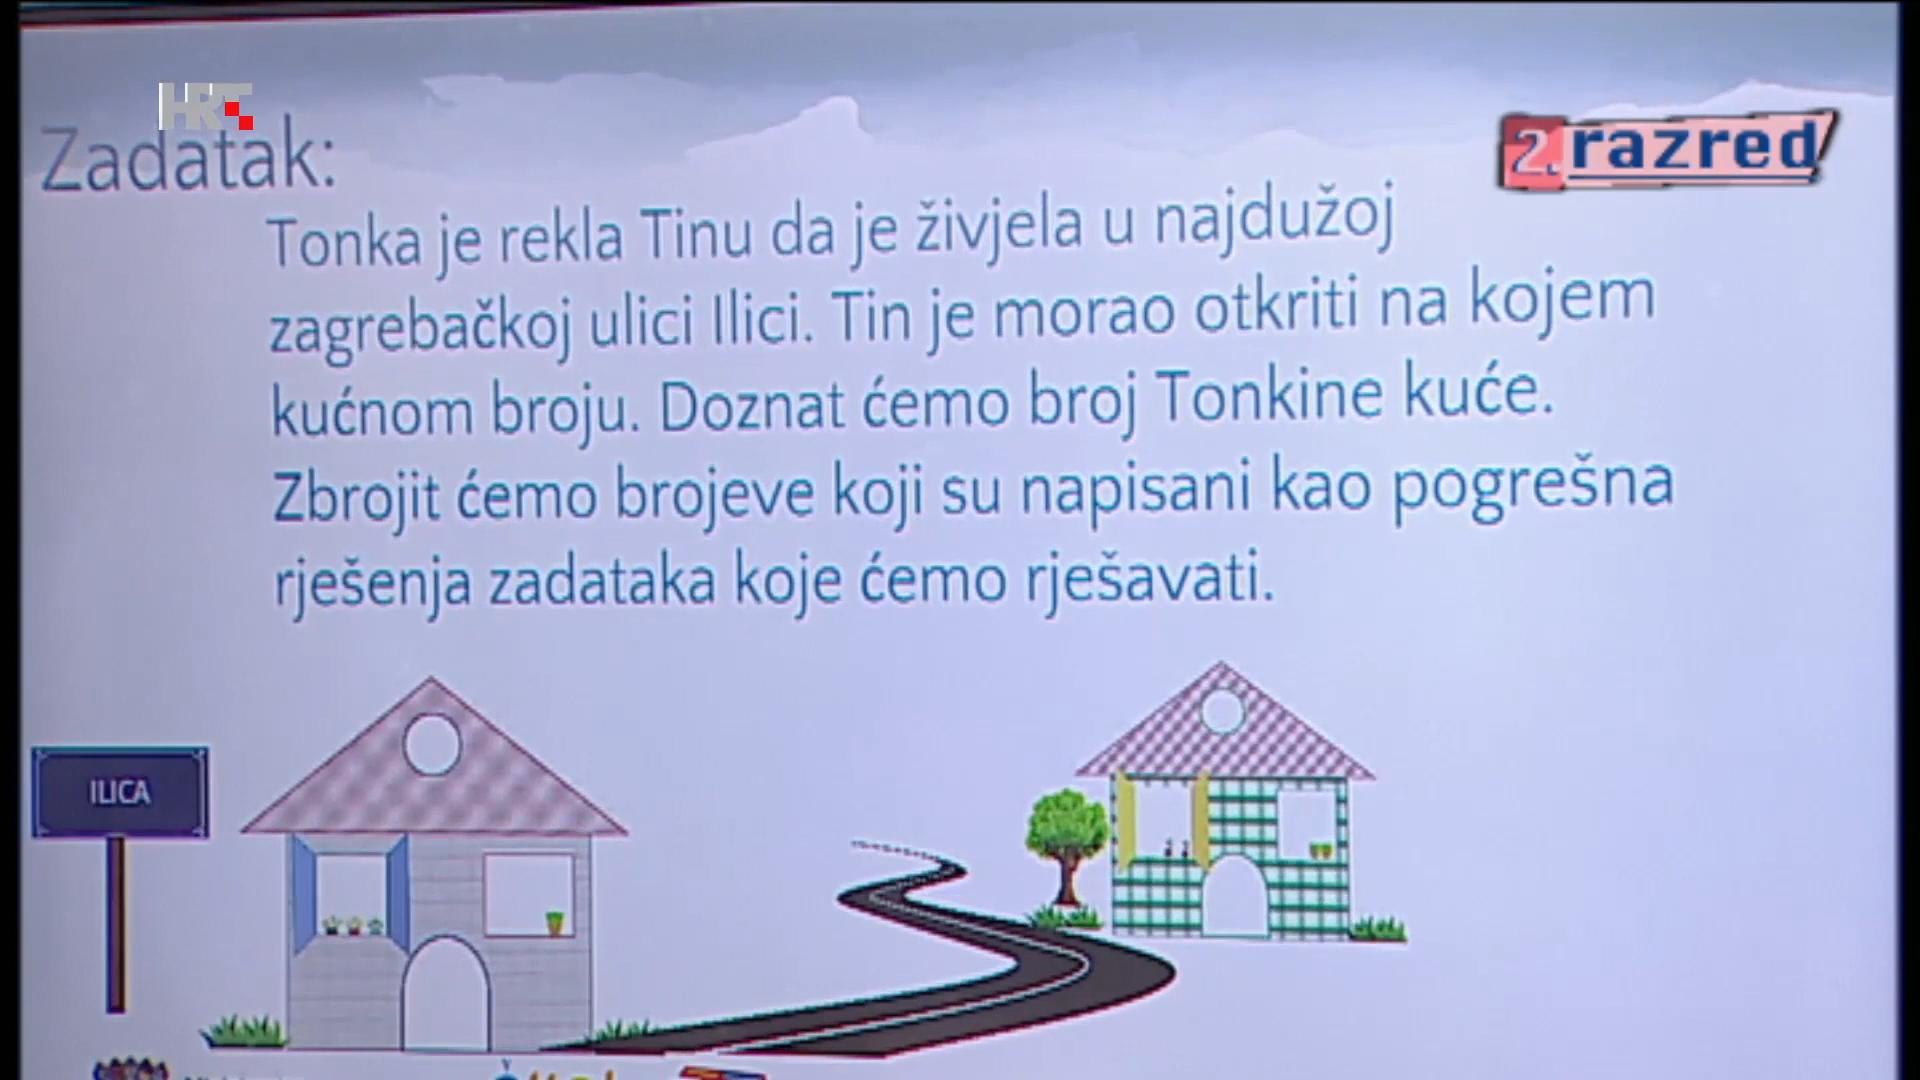 HRT
Zadatak:
2. razred
Tonka je rekla Tinu da je živjela u najdužoj
zagrebačkoj ulici Ilici. Tin je morao otkriti na kojem
kućnom broju. Doznat ćemo broj Tonkine kuće.
Zbrojit ćemo brojeve koji su napisani kao pogrešna
rješenja zadataka koje ćemo rješavati.
ILICA